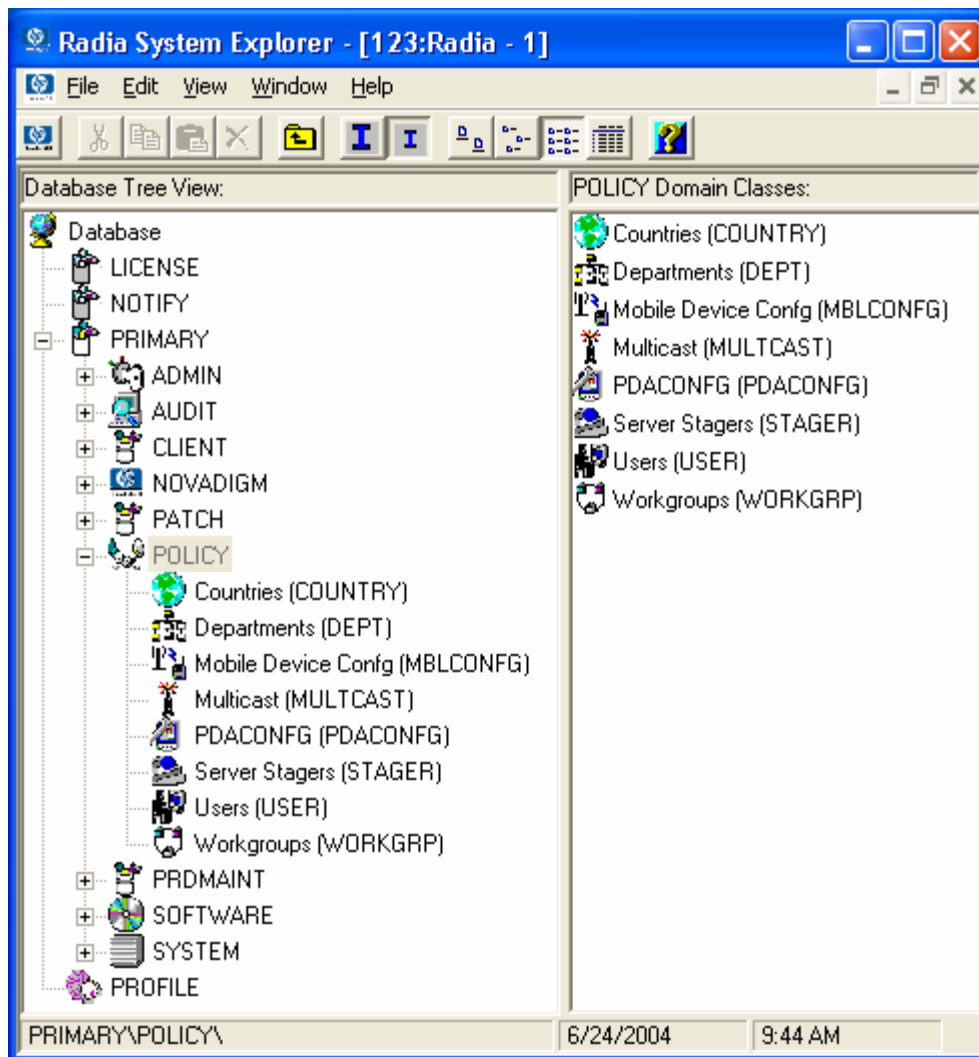 Radia System Explorer - [123:Radia - 1]
File Edit View Window Help
Database Tree View:
Database
LICENSE
NOTIFY
PRIMARY
ADMIN
AUDIT
CLIENT
NOVADIGM
PATCH
POLICY
Countries (COUNTRY)
Departments (DEPT)
Mobile Device Confg (MBLCONFG)
Multicast (MULTCAST)
PDACONFG (PDACONFG)
Server Stagers (STAGER)
Users (USER)
Workgroups (WORKGRP)
PRDMAINT
SOFTWARE
SYSTEM
PROFILE
POLICY Domain Classes:
Countries (COUNTRY)
Departments (DEPT)
Mobile Device Confg (MBLCONFG)
Multicast (MULTCAST)
PDACONFG (PDACONFG)
Server Stagers (STAGER)
Users (USER)
Workgroups (WORKGRP)
PRIMARY\POLICY\ 6/24/2004 9:44 AM